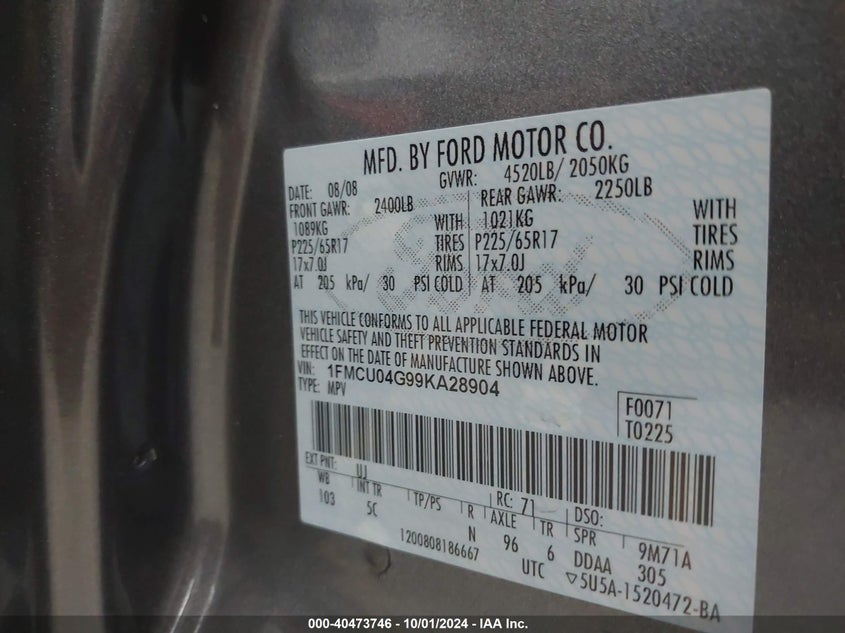 MFD. BY FORD MOTOR CO.
DATE: 08/08 GVWR: 4520LB/ 2050KG
FRONT GAWR: 2400LB REAR GAWR: 2250LB
1089KG WITH 1021KG WITH
P225/65R17 TIRES P225/65R17 TIRES
17x7.0J RIMS 17x7.0J RIMS
AT 205 kPa/ 30 PSI COLD AT 205 kPa/ 30 PSI COLD
THIS VEHICLE CONFORMS TO ALL APPLICABLE FEDERAL MOTOR
VEHICLE SAFETY AND THEFT PREVENTION STANDARDS IN
EFFECT ON THE DATE OF MANUFACTURE SHOWN ABOVE.
VIN: 1FMCU04G99KA28904
TYPE: MPV
F0071
T0225
EXT PNT: UJ RC: 71 DSO:
WB INT TR TP/PS R AXLE TR SPR 9M71A
103 5C N 96 6 DDAA 305
1200808186667 UTC ▽5U5A-1520472-BA
000-40473746 - 10/01/2024 - IAA Inc.